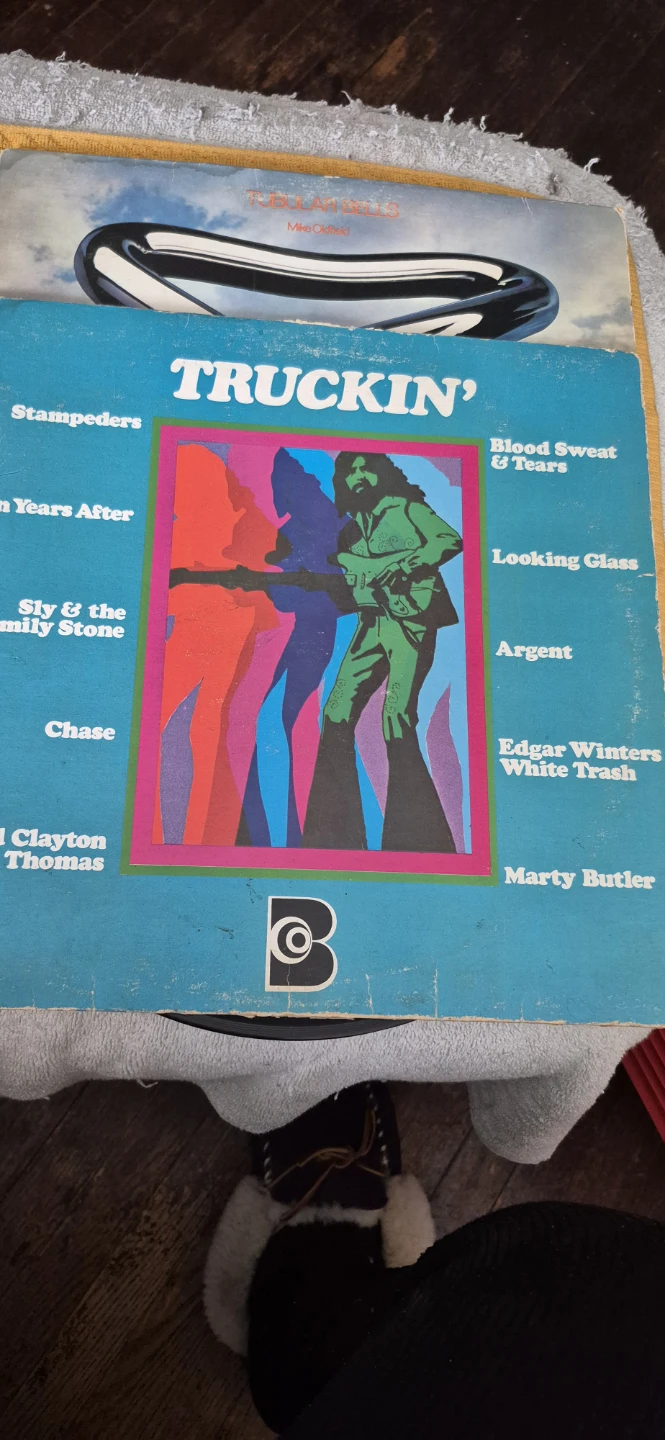 TUBULAR BELLS
Mike Oldfield
TRUCKIN'
Stampeders
n Years After
Sly & the
mily Stone
Chase
l Clayton
Thomas
Blood Sweat
& Tears
Looking Glass
Argent
Edgar Winters
White Trash
Marty Butler
B